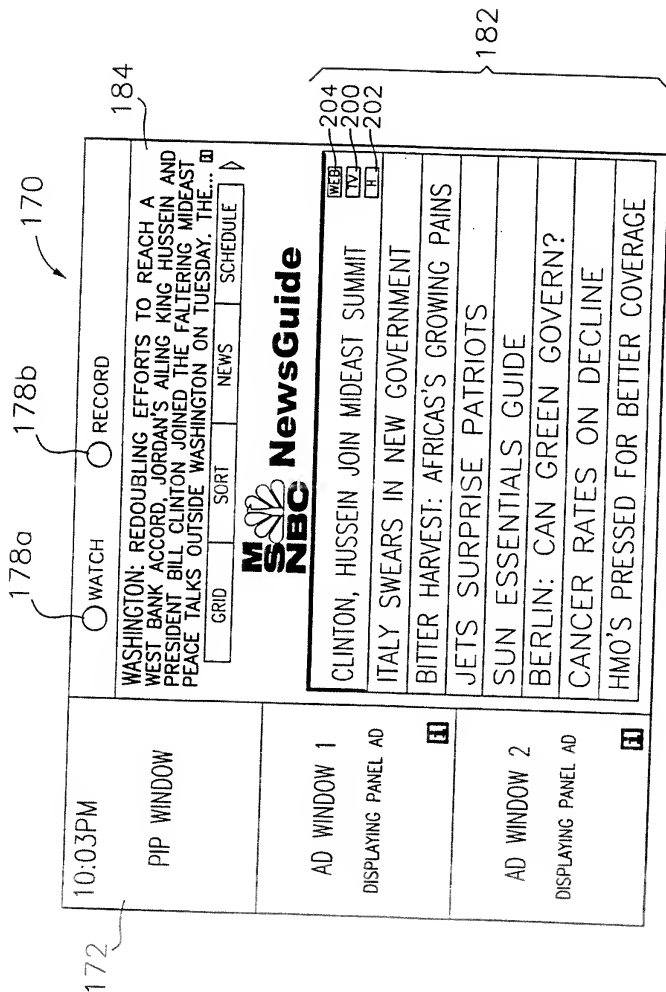 170
178a
178b
184
172
10:03PM
PIP WINDOW
AD WINDOW 1
DISPLAYING PANEL AD
i
AD WINDOW 2
DISPLAYING PANEL AD
i
WATCH
RECORD
WASHINGTON: REDOUBLING EFFORTS TO REACH A
WEST BANK ACCORD, JORDAN'S AILING KING HUSSEIN AND
PRESIDENT BILL CLINTON JOINED THE FALTERING MIDEAST
PEACE TALKS OUTSIDE WASHINGTON ON TUESDAY. THE... i
GRID SORT NEWS SCHEDULE
MSNBC NewsGuide
CLINTON, HUSSEIN JOIN MIDEAST SUMMIT
WEB 204
TV 200
H 202
ITALY SWEARS IN NEW GOVERNMENT
BITTER HARVEST: AFRICAS'S GROWING PAINS
JETS SURPRISE PATRIOTS
SUN ESSENTIALS GUIDE
BERLIN: CAN GREEN GOVERN?
CANCER RATES ON DECLINE
HMO'S PRESSED FOR BETTER COVERAGE
182